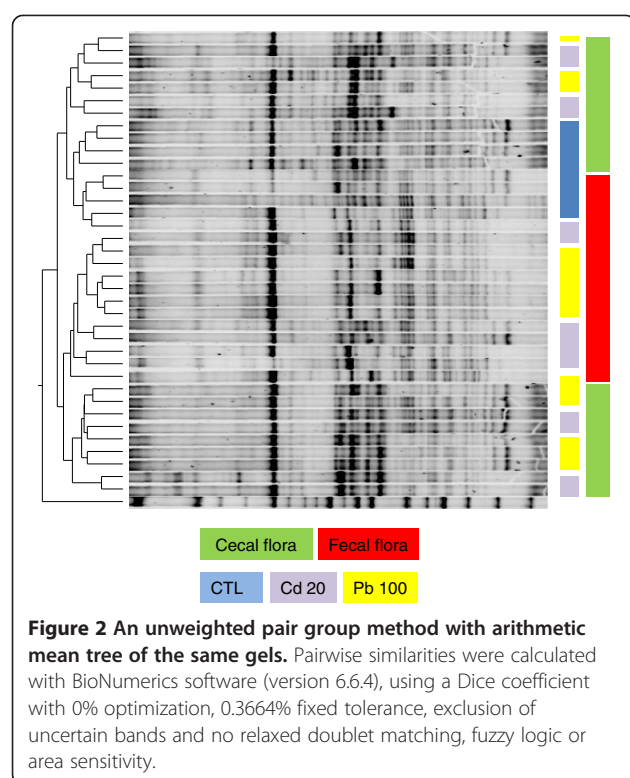 Cecal flora Fecal flora
CTL Cd 20 Pb 100
Figure 2 An unweighted pair group method with arithmetic
mean tree of the same gels. Pairwise similarities were calculated
with BioNumerics software (version 6.6.4), using a Dice coefficient
with 0% optimization, 0.3664% fixed tolerance, exclusion of
uncertain bands and no relaxed doublet matching, fuzzy logic or
area sensitivity.